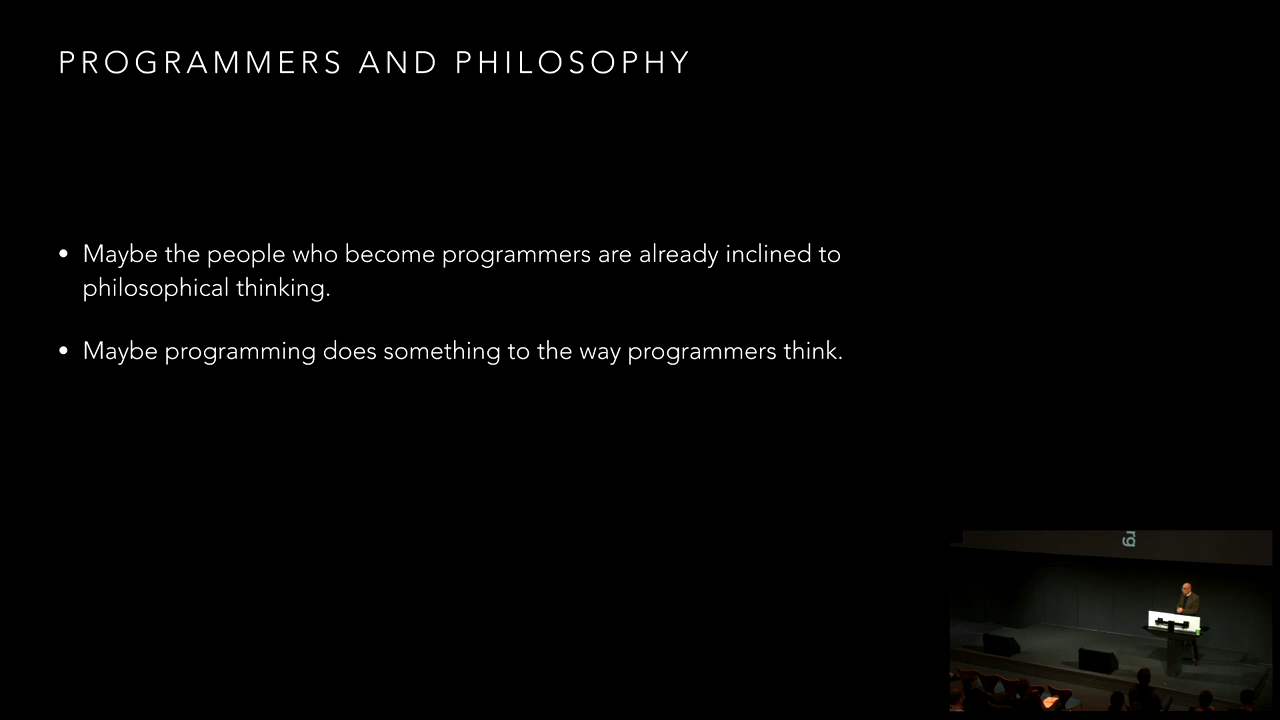 PROGRAMMERS AND PHILOSOPHY
• Maybe the people who become programmers are already inclined to
philosophical thinking.
• Maybe programming does something to the way programmers think.
rg